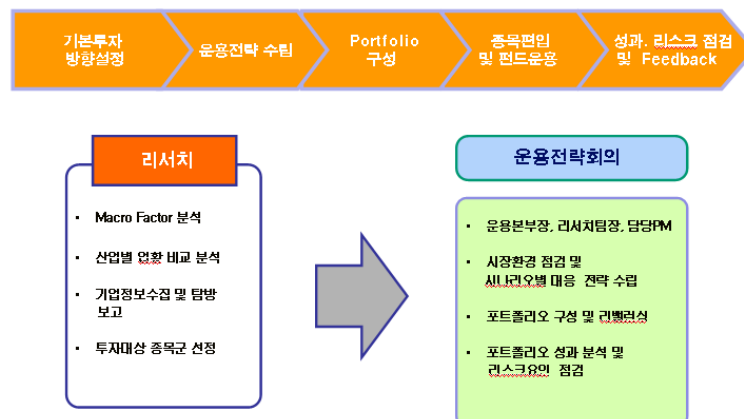 기본투자
방향설정
운용전략 수립
Portfolio
구성
종목편입
및 펀드운용
성과. 리스크 점검
및 Feedback
리서치
▪ Macro Factor 분석
▪ 산업별 업황 비교 분석
▪ 기업정보수집 및 탐방
보고
▪ 투자대상 종목군 선정
운용전략회의
▪ 운용본부장, 리서치팀장, 담당PM
▪ 시장환경 점검 및
시나리오별 대응 전략 수립
▪ 포트폴리오 구성 및 리밸런싱
▪ 포트폴리오 성과 분석 및
리스크요인 점검